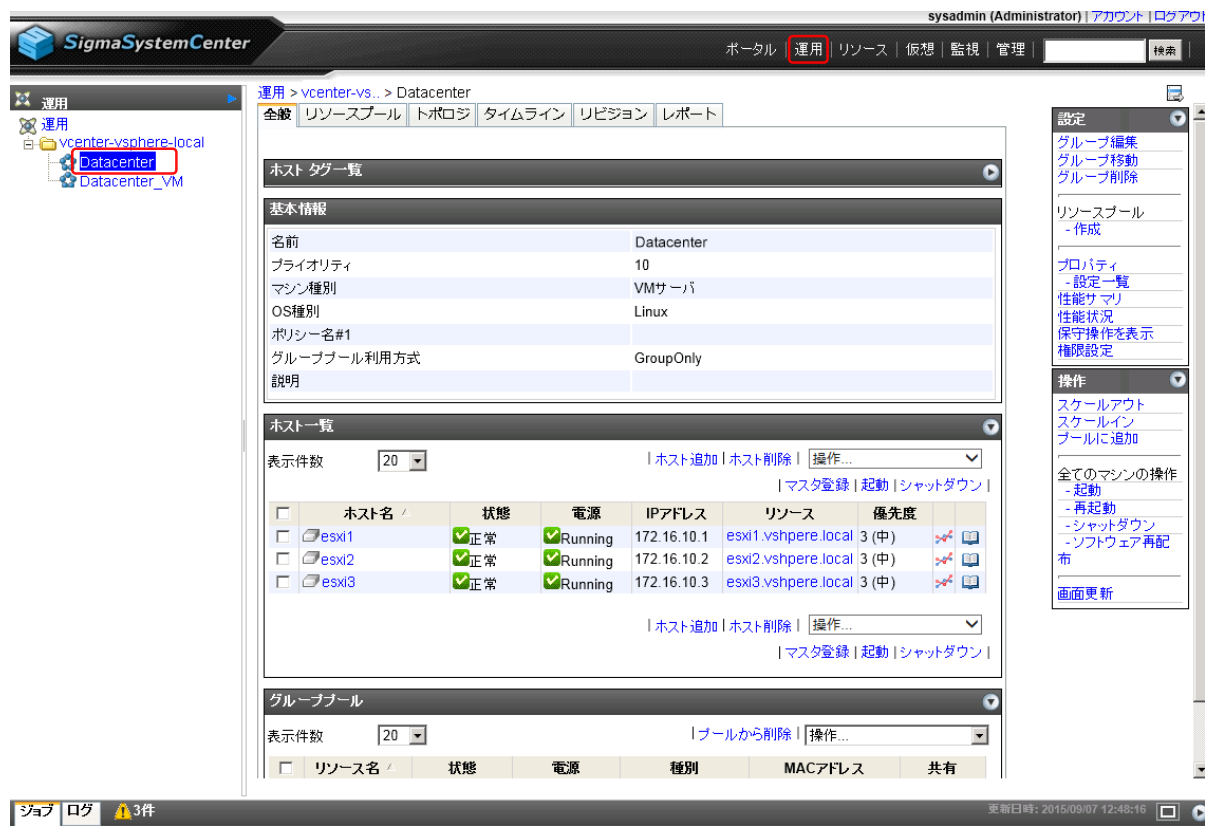 sysadmin (Administrator) | アカウント | ログアウト
SigmaSystemCenter
ポータル | 運用 | リソース | 仮想 | 監視 | 管理 | 検索
運用
運用
vcenter-vsphere-local
Datacenter
Datacenter_VM
運用 > vcenter-vs.. > Datacenter
全般 リソースプール トポロジ タイムライン リビジョン レポート
ホスト タグ一覧
基本情報
名前 Datacenter
プライオリティ 10
マシン種別 VMサーバ
OS種別 Linux
ポリシー名#1
グループプール利用方式 GroupOnly
説明
ホスト一覧
表示件数 20 | ホスト追加 | ホスト削除 | 操作...
| マスタ登録 | 起動 | シャットダウン |
ホスト名 状態 電源 IPアドレス リソース 優先度
esxi1 正常 Running 172.16.10.1 esxi1.vshpere.local 3 (中)
esxi2 正常 Running 172.16.10.2 esxi2.vshpere.local 3 (中)
esxi3 正常 Running 172.16.10.3 esxi3.vshpere.local 3 (中)
| ホスト追加 | ホスト削除 | 操作...
| マスタ登録 | 起動 | シャットダウン |
グループプール
表示件数 20 | プールから削除 | 操作...
リソース名 状態 電源 種別 MACアドレス 共有
設定
グループ編集
グループ移動
グループ削除
リソースプール
- 作成
プロパティ
- 設定一覧
性能サマリ
性能状況
保守操作を表示
権限設定
操作
スケールアウト
スケールイン
プールに追加
全てのマシンの操作
- 起動
- 再起動
- シャットダウン
- ソフトウェア再配
布
画面更新
ジョブ ログ 3件
更新日時: 2015/09/07 12:48:16